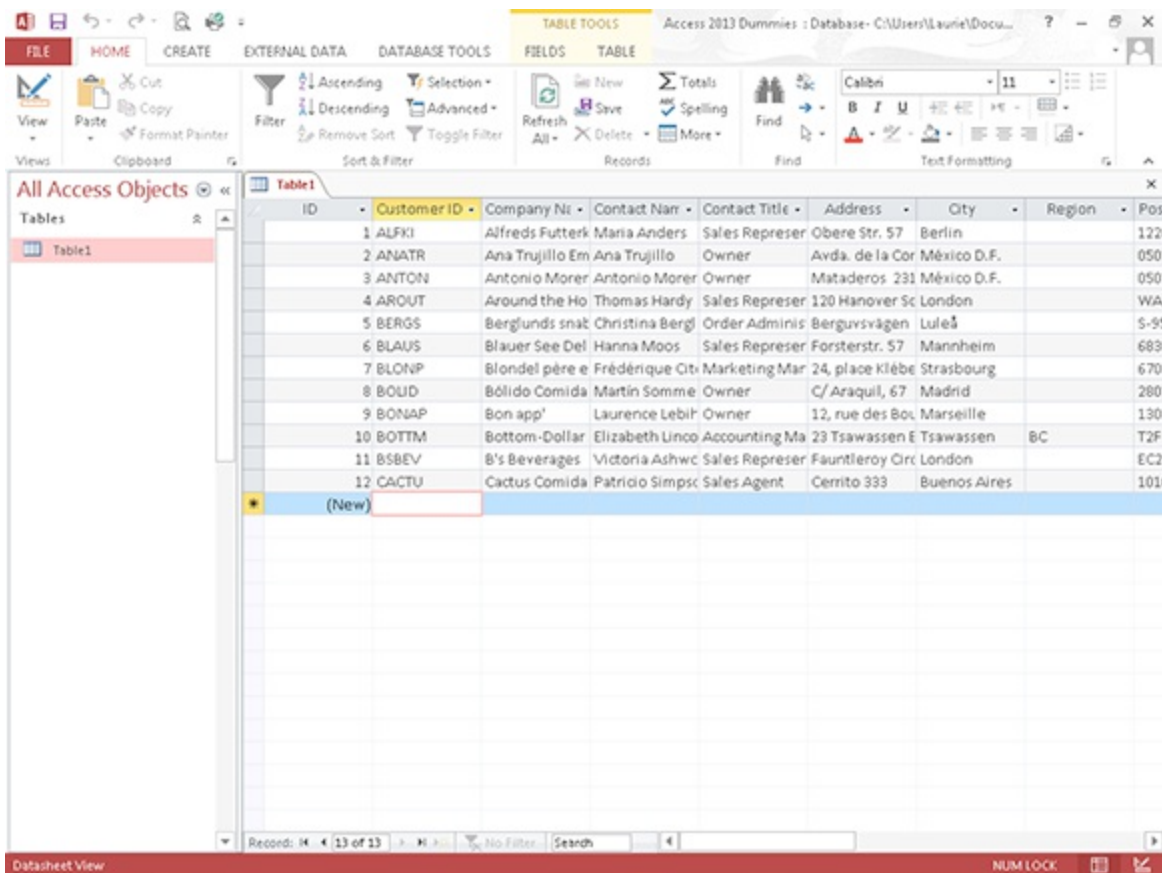 TABLE TOOLS Access 2013 Dummies : Database- C:\Users\Laurie\Docu... ?
FILE HOME CREATE EXTERNAL DATA DATABASE TOOLS FIELDS TABLE
View Paste Cut Copy Format Painter
Filter Ascending Descending Remove Sort Selection Advanced Toggle Filter
Refresh All New Save Delete Totals Spelling More
Find Calibri 11
B I U A
Views Clipboard Sort & Filter Records Find Text Formatting
All Access Objects «
Tables
Table1
Table1
ID Customer ID Company Na Contact Nam Contact Title Address City Region Pos
1 ALFKI Alfreds Futterk Maria Anders Sales Represer Obere Str. 57 Berlin 122
2 ANATR Ana Trujillo Em Ana Trujillo Owner Avda. de la Cor México D.F. 050
3 ANTON Antonio Morer Antonio Morer Owner Mataderos 231 México D.F. 050
4 AROUT Around the Ho Thomas Hardy Sales Represer 120 Hanover Sc London WA
5 BERGS Berglunds snab Christina Bergl Order Adminis Berguvsvägen Luleå S-95
6 BLAUS Blauer See Del Hanna Moos Sales Represer Forsterstr. 57 Mannheim 683
7 BLONP Blondel père e Frédérique Cit Marketing Mar 24, place Klébe Strasbourg 670
8 BOLID Bólido Comida Martín Somme Owner C/ Araquil, 67 Madrid 280
9 BONAP Bon app' Laurence Lebih Owner 12, rue des Bou Marseille 130
10 BOTTM Bottom-Dollar Elizabeth Linco Accounting Ma 23 Tsawassen B Tsawassen BC T2F
11 BSBEV B's Beverages Victoria Ashwo Sales Represer Fauntleroy Circ London EC2
12 CACTU Cactus Comida Patricio Simpso Sales Agent Cerrito 333 Buenos Aires 101
(New)
Record: 13 of 13 No Filter Search
Datasheet View NUM LOCK